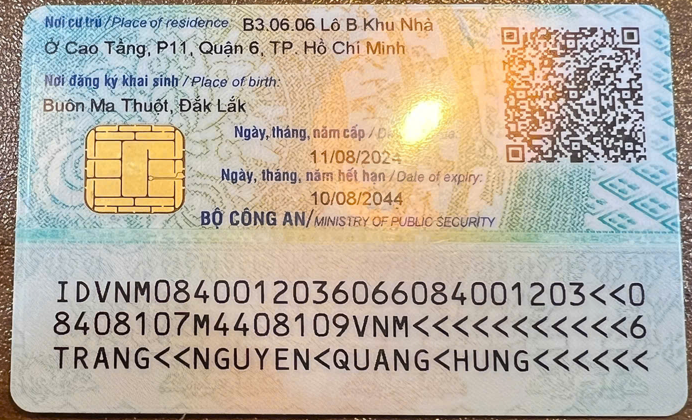 Nơi cư trú / Place of residence: B3.06.06 Lô B Khu Nhà
Ở Cao Tầng, P11, Quận 6, TP. Hồ Chí Minh
Nơi đăng ký khai sinh / Place of birth:
Buôn Ma Thuột, Đắk Lắk
Ngày, tháng, năm cấp /
11/08/2024
Ngày, tháng, năm hết hạn / Date of expiry:
10/08/2044
BỘ CÔNG AN/MINISTRY OF PUBLIC SECURITY
IDVNM0840012036066084001203<<0
8408107M4408109VNM<<<<<<<<<<<6
TRANG<<NGUYEN<QUANG<HUNG<<<<<<